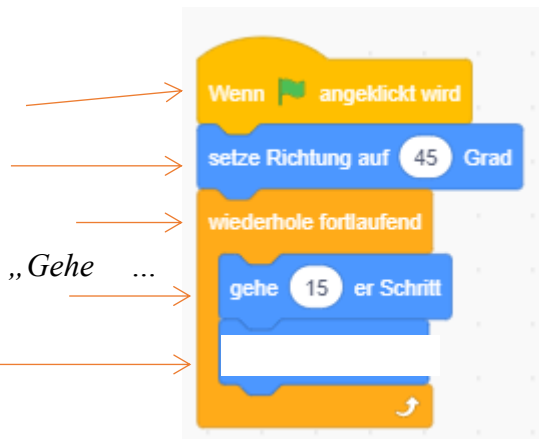 Wenn angeklickt wird
setze Richtung auf 45 Grad
wiederhole fortlaufend
„Gehe ...
gehe 15 er Schritt